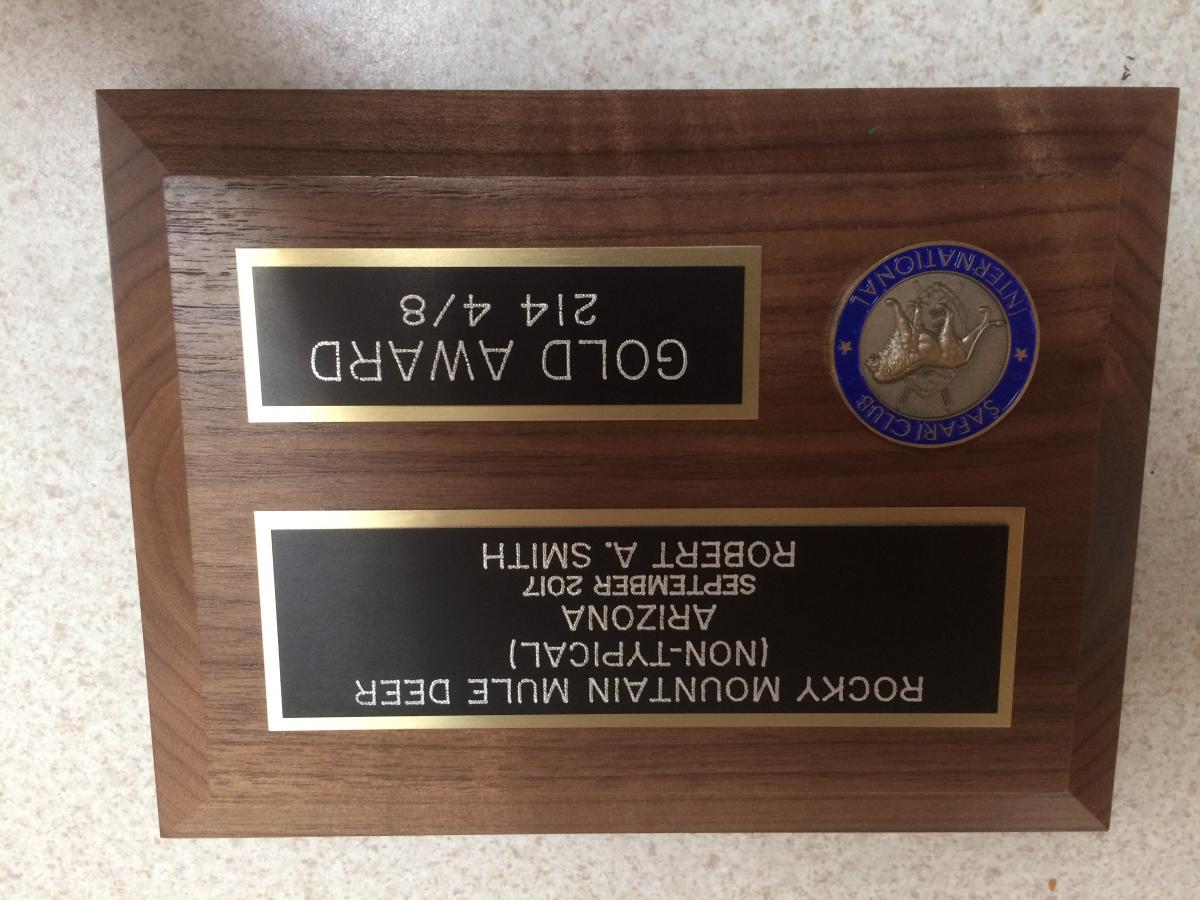 ROCKY MOUNTAIN MULE DEER
(NON-TYPICAL)
ARIZONA
SEPTEMBER 2017
ROBERT A. SMITH
SAFARI CLUB
INTERNATIONAL
GOLD AWARD
214 4/8